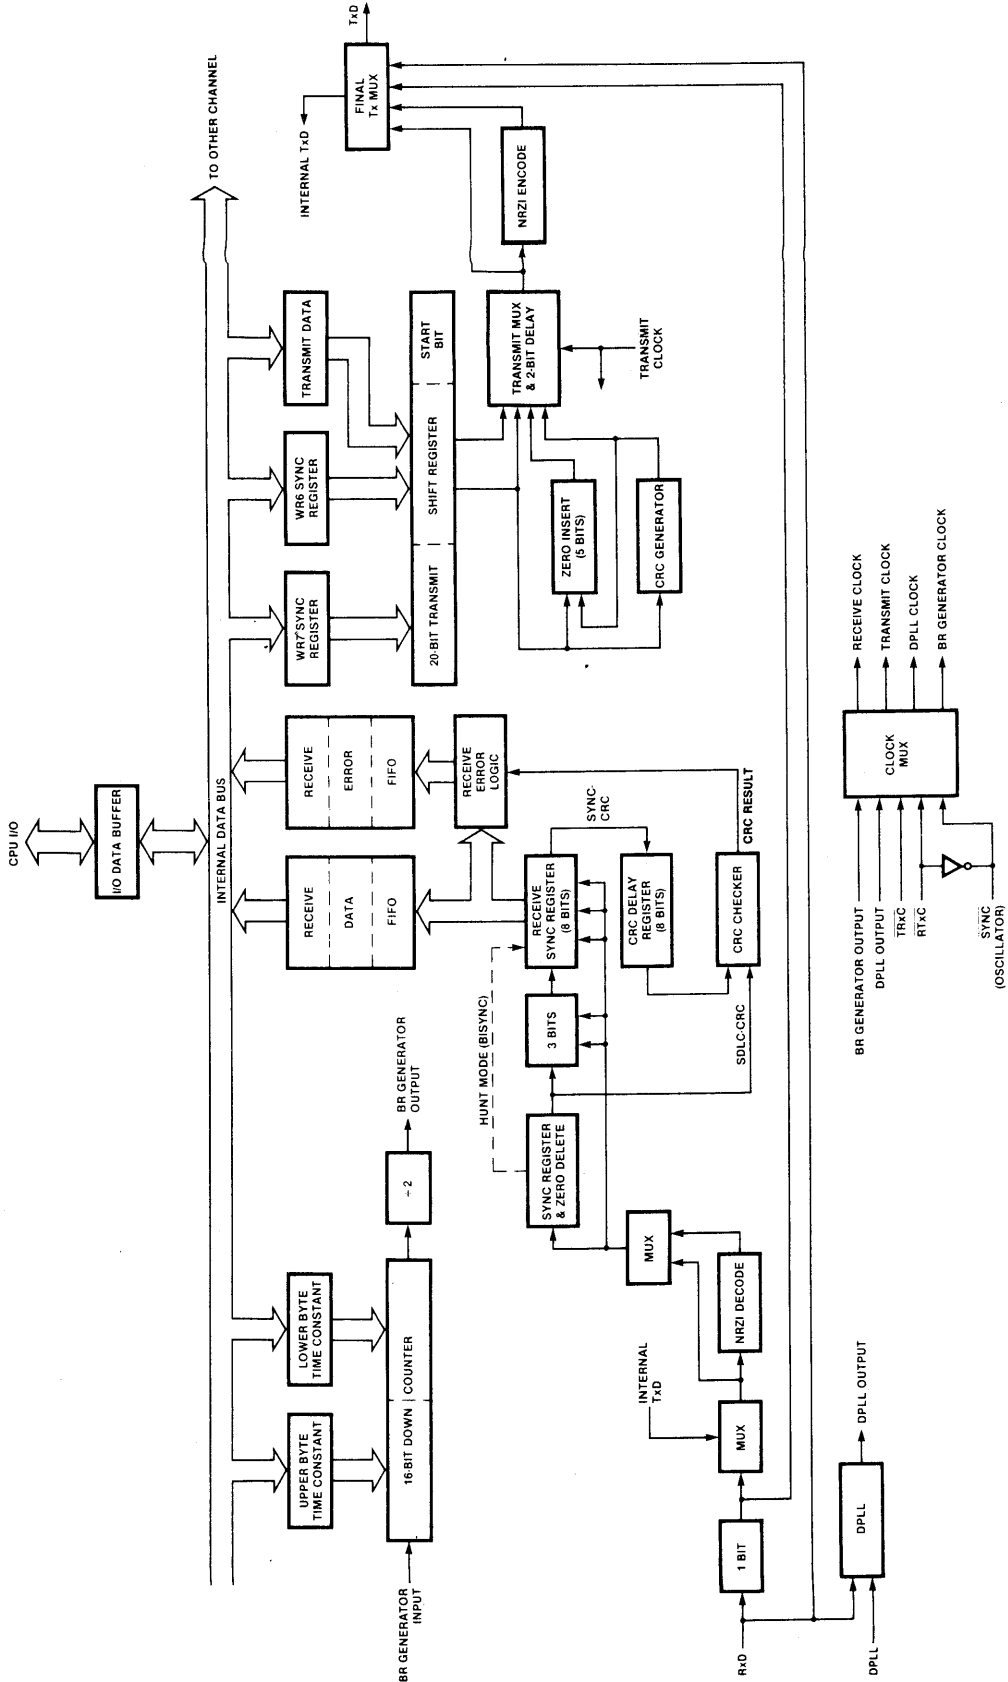 CPU I/O
I/O DATA BUFFER
INTERNAL DATA BUS
TO OTHER CHANNEL
UPPER BYTE
TIME CONSTANT
LOWER BYTE
TIME CONSTANT
16-BIT DOWN COUNTER
BR GENERATOR
INPUT
÷ 2
BR GENERATOR
OUTPUT
RECEIVE
DATA
FIFO
RECEIVE
ERROR
FIFO
RECEIVE
ERROR
LOGIC
WR7 SYNC
REGISTER
WR6 SYNC
REGISTER
TRANSMIT DATA
20-BIT TRANSMIT SHIFT REGISTER
START
BIT
INTERNAL TxD
FINAL
Tx MUX
TxD
NRZI ENCODE
TRANSMIT MUX
& 2-BIT DELAY
TRANSMIT
CLOCK
ZERO INSERT
(5 BITS)
CRC GENERATOR
HUNT MODE (BISYNC)
SYNC REGISTER
& ZERO DELETE
3 BITS
RECEIVE
SYNC REGISTER
(8 BITS)
SYNC-
CRC
CRC DELAY
REGISTER
(8 BITS)
CRC CHECKER
CRC RESULT
SDLC-CRC
MUX
NRZI DECODE
INTERNAL
TxD
MUX
1 BIT
RxD
DPLL
DPLL
DPLL OUTPUT
BR GENERATOR OUTPUT
DPLL OUTPUT
TRxC
RTxC
SYNC
(OSCILLATOR)
CLOCK
MUX
RECEIVE CLOCK
TRANSMIT CLOCK
DPLL CLOCK
BR GENERATOR CLOCK